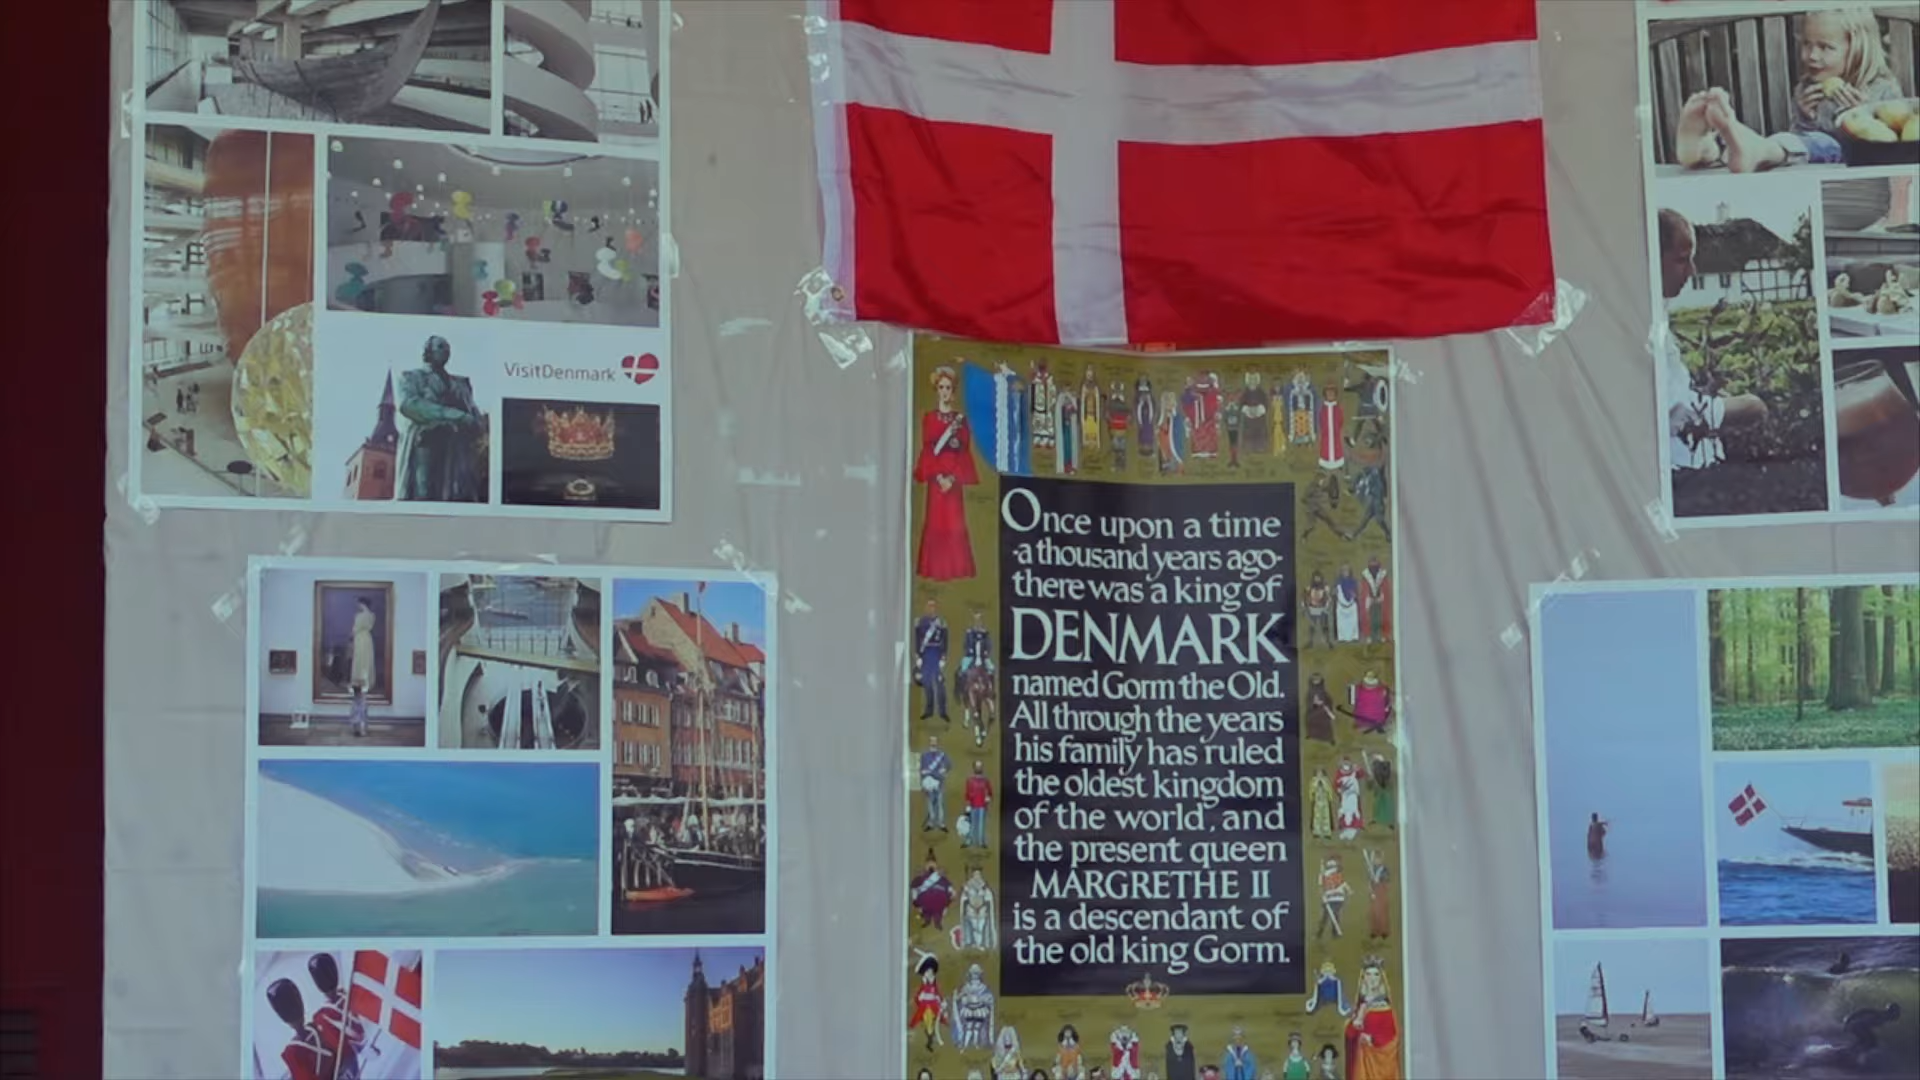 VisitDenmark
Once upon a time
-a thousand years ago-
there was a king of
DENMARK
named Gorm the Old.
All through the years
his family has ruled
the oldest kingdom
of the world, and
the present queen
MARGRETHE II
is a descendant of
the old king Gorm.